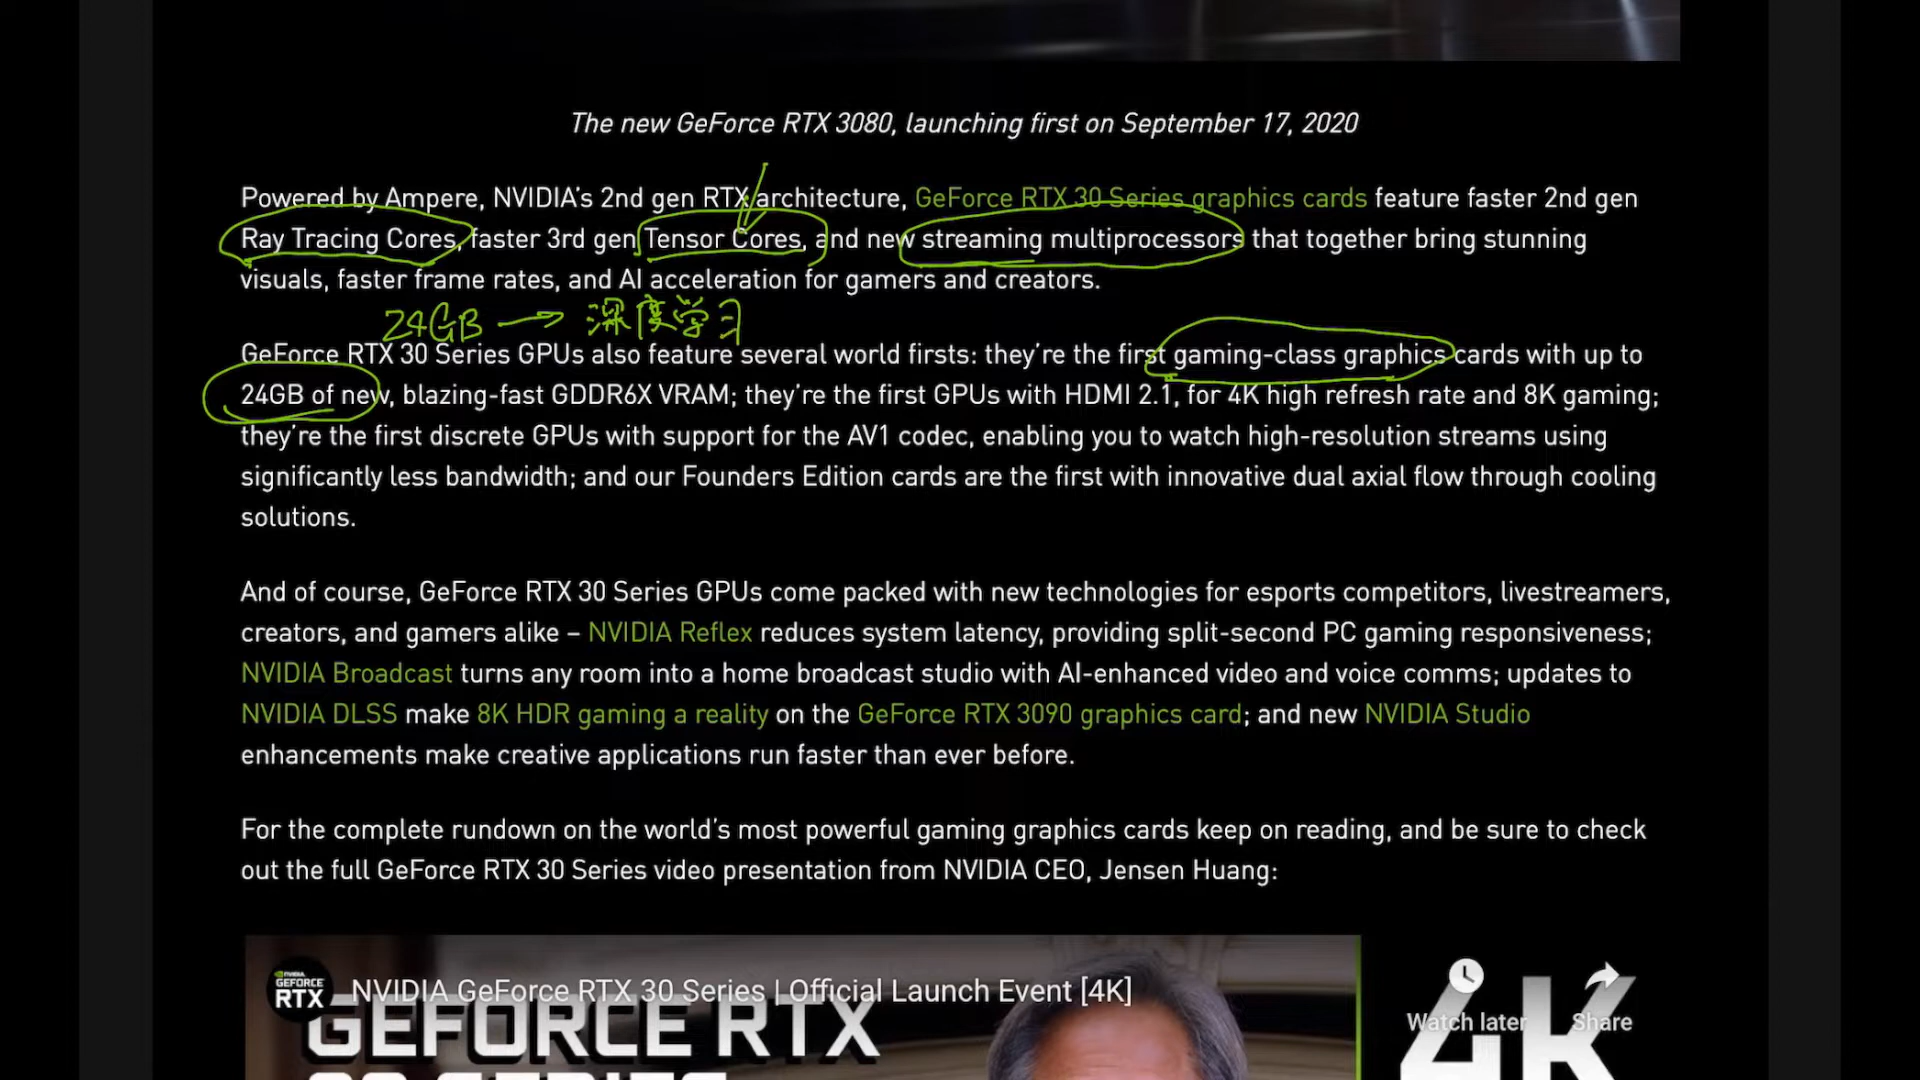 The new GeForce RTX 3080, launching first on September 17, 2020
Powered by Ampere, NVIDIA's 2nd gen RTX architecture, GeForce RTX 30 Series graphics cards feature faster 2nd gen
Ray Tracing Cores, faster 3rd gen Tensor Cores, and new streaming multiprocessors that together bring stunning
visuals, faster frame rates, and AI acceleration for gamers and creators.
24GB → 深度学习
GeForce RTX 30 Series GPUs also feature several world firsts: they're the first gaming-class graphics cards with up to
24GB of new, blazing-fast GDDR6X VRAM; they're the first GPUs with HDMI 2.1, for 4K high refresh rate and 8K gaming;
they're the first discrete GPUs with support for the AV1 codec, enabling you to watch high-resolution streams using
significantly less bandwidth; and our Founders Edition cards are the first with innovative dual axial flow through cooling
solutions.
And of course, GeForce RTX 30 Series GPUs come packed with new technologies for esports competitors, livestreamers,
creators, and gamers alike – NVIDIA Reflex reduces system latency, providing split-second PC gaming responsiveness;
NVIDIA Broadcast turns any room into a home broadcast studio with AI-enhanced video and voice comms; updates to
NVIDIA DLSS make 8K HDR gaming a reality on the GeForce RTX 3090 graphics card; and new NVIDIA Studio
enhancements make creative applications run faster than ever before.
For the complete rundown on the world's most powerful gaming graphics cards keep on reading, and be sure to check
out the full GeForce RTX 30 Series video presentation from NVIDIA CEO, Jensen Huang:
NVIDIA
GEFORCE
RTX
NVIDIA GeForce RTX 30 Series | Official Launch Event [4K]
Watch later
Share
GEFORCE RTX
4K